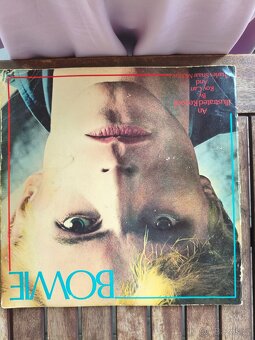 BOWIE
An
Illustrated Record
By
Roy Carr
And
Charles Shaar Murray